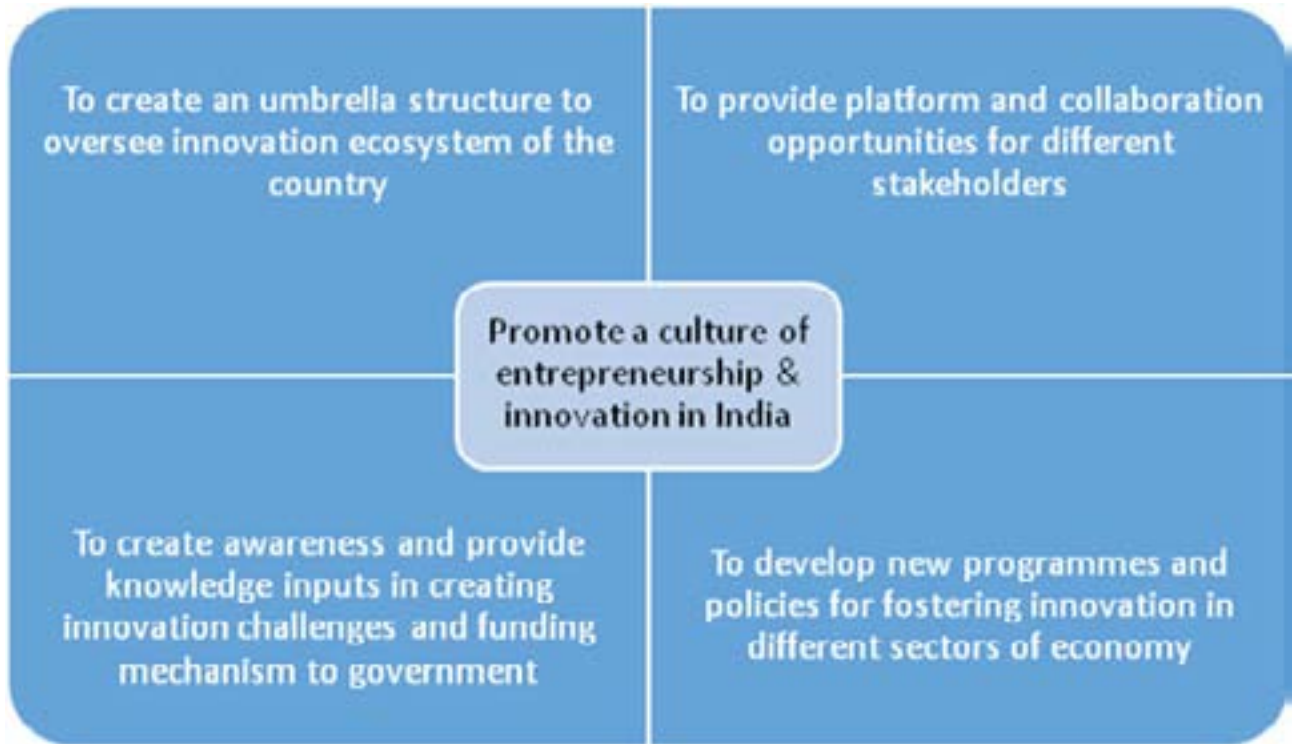 To create an umbrella structure to
oversee innovation ecosystem of the
country
To provide platform and collaboration
opportunities for different
stakeholders
Promote a culture of
entrepreneurship &
innovation in India
To create awareness and provide
knowledge inputs in creating
innovation challenges and funding
mechanism to government
To develop new programmes and
policies for fostering innovation in
different sectors of economy